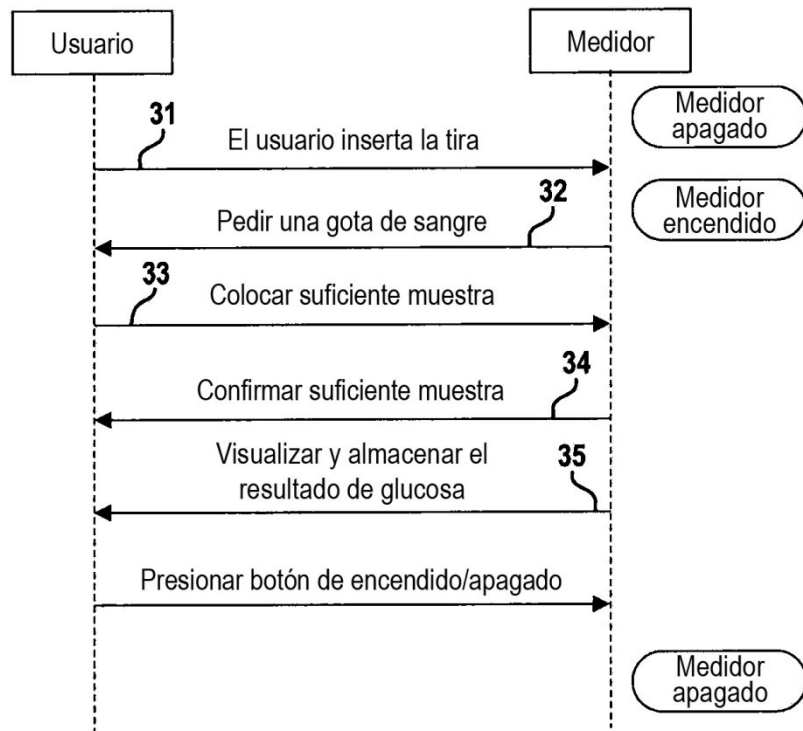 Usuario
Medidor
Medidor
apagado
31
El usuario inserta la tira
32
Medidor
encendido
Pedir una gota de sangre
33
Colocar suficiente muestra
34
Confirmar suficiente muestra
Visualizar y almacenar el
resultado de glucosa
35
Presionar botón de encendido/apagado
Medidor
apagado